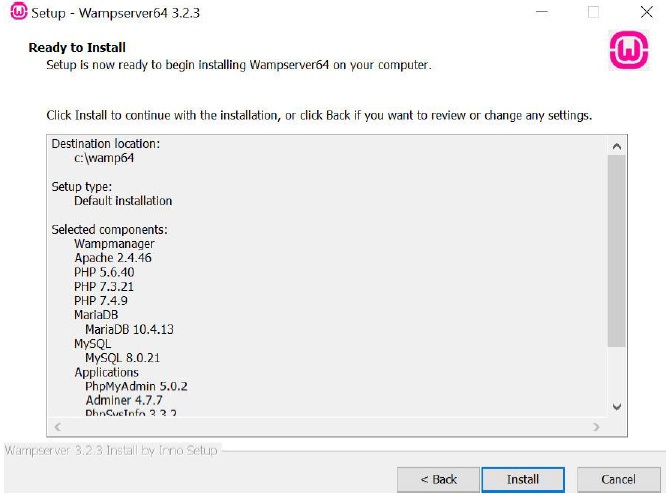 Setup - Wampserver64 3.2.3
Ready to Install
Setup is now ready to begin installing Wampserver64 on your computer.
Click Install to continue with the installation, or click Back if you want to review or change any settings.
Destination location:
c:\wamp64
Setup type:
Default installation
Selected components:
Wampmanager
Apache 2.4.46
PHP 5.6.40
PHP 7.3.21
PHP 7.4.9
MariaDB
MariaDB 10.4.13
MySQL
MySQL 8.0.21
Applications
PhpMyAdmin 5.0.2
Adminer 4.7.7
PhpSysInfo 3.3.2
Wampserver 3.2.3 Install by Inno Setup
< Back Install Cancel